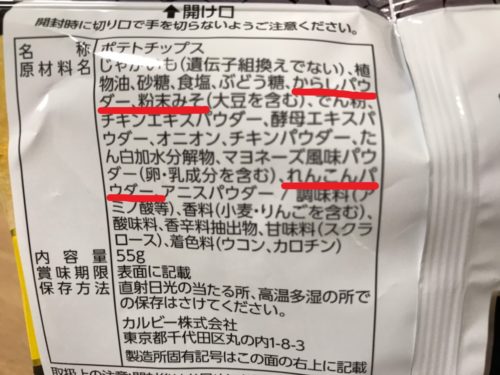 ⬆開け口
開封時に切り口で手を切らないようご注意ください。
名称 ポテトチップス
原材料名 じゃがいも(遺伝子組換えでない)、植
物油、砂糖、食塩、ぶどう糖、からしパウ
ダー、粉末みそ(大豆を含む)、でん粉、
チキンエキスパウダー、酵母エキスパ
ウダー、オニオン、チキンパウダー、たん
白加水分解物、マヨネーズ風味パウ
ダー(卵・乳成分を含む)、れんこんパ
ウダー、アニスパウダー / 調味料(ア
ミノ酸等)、香料(小麦・りんごを含む)、
酸味料、香辛料抽出物、甘味料(スクラ
ロース)、着色料(ウコン、カロチン)
内容量 55g
賞味期限 表面に記載
保存方法 直射日光の当たる所、高温多湿の所で
の保存はさけてください。
カルビー株式会社
東京都千代田区丸の内1-8-3
製造所固有記号はこの面の右上に記載
取扱上の注意